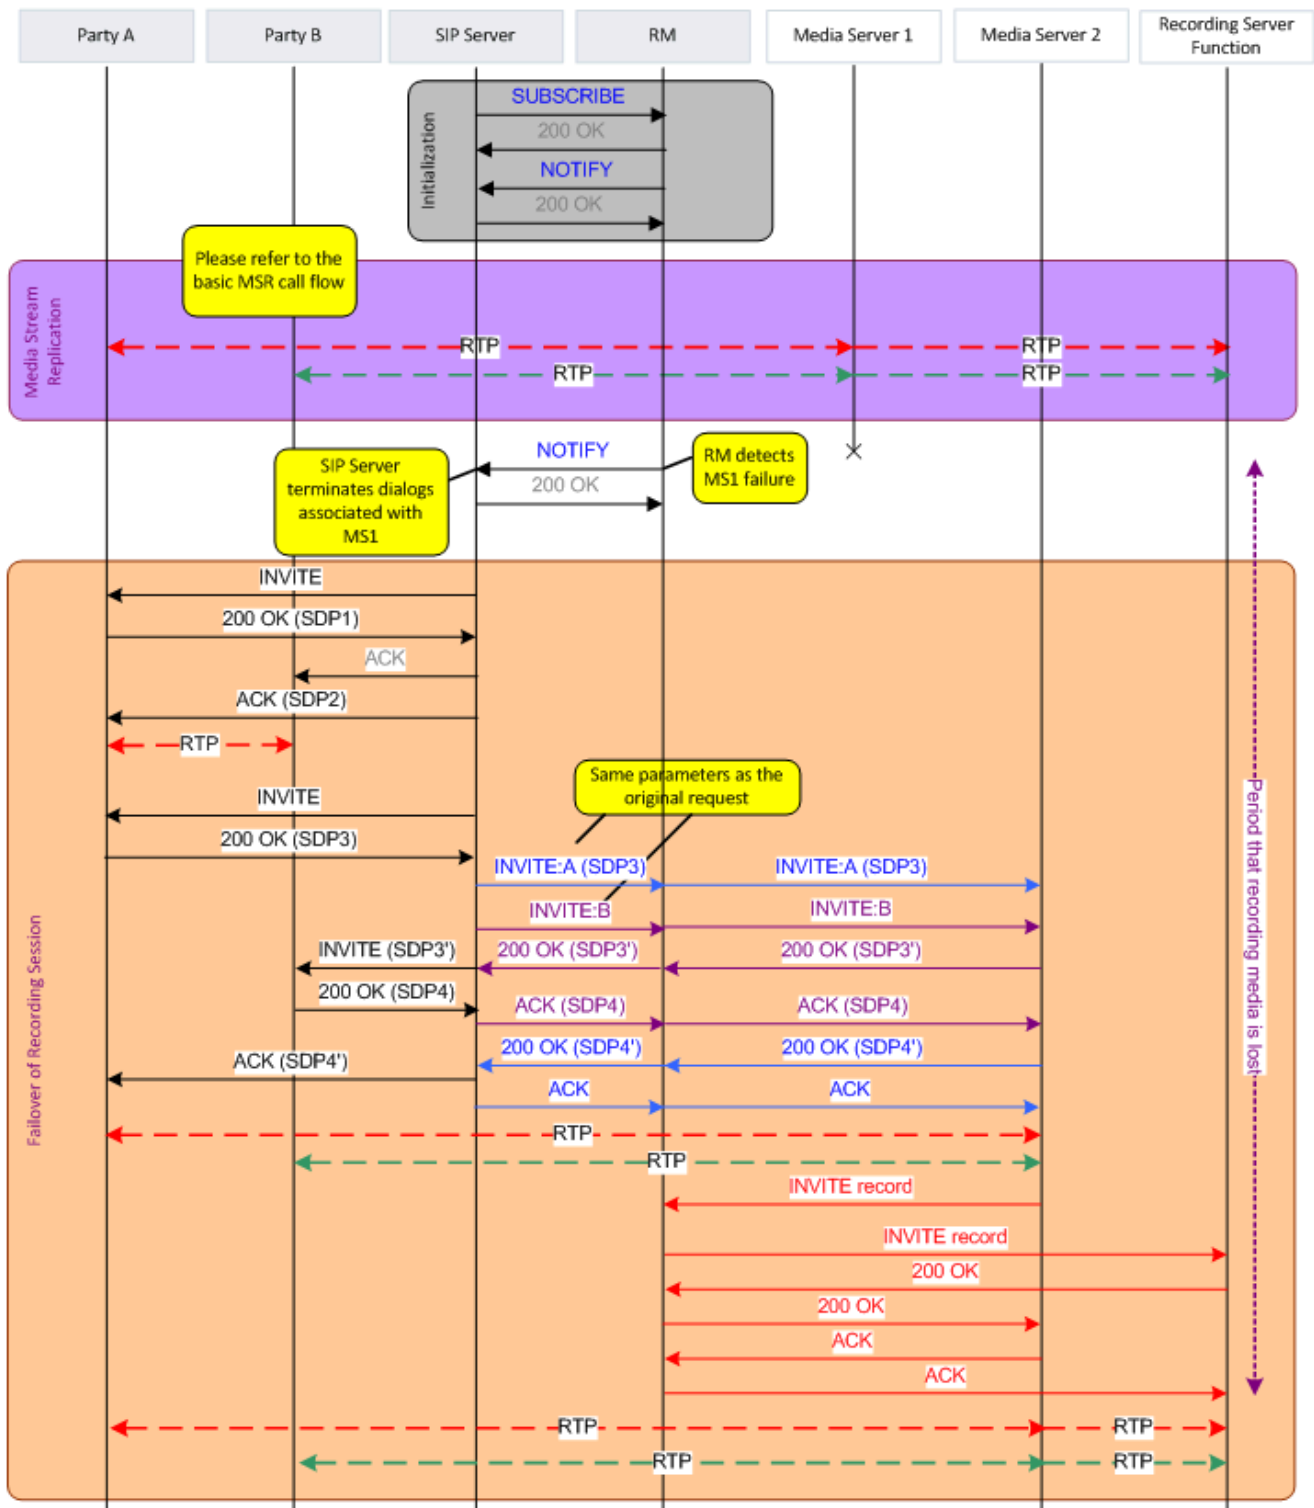 Party A
Party B
SIP Server
RM
Media Server 1
Media Server 2
Recording Server
Function
Initialization
SUBSCRIBE
200 OK
NOTIFY
200 OK
Please refer to the
basic MSR call flow
Media Stream
Replication
RTP
RTP
RTP
RTP
NOTIFY
200 OK
RM detects
MS1 failure
SIP Server
terminates dialogs
associated with
MS1
Period that recording media is lost
Failover of Recording Session
INVITE
200 OK (SDP1)
ACK
ACK (SDP2)
RTP
Same parameters as the
original request
INVITE
200 OK (SDP3)
INVITE:A (SDP3)
INVITE:A (SDP3)
INVITE:B
INVITE:B
INVITE (SDP3')
200 OK (SDP3')
200 OK (SDP3')
200 OK (SDP4)
ACK (SDP4)
ACK (SDP4)
200 OK (SDP4')
200 OK (SDP4')
ACK (SDP4')
ACK
ACK
RTP
RTP
INVITE record
INVITE record
200 OK
200 OK
ACK
ACK
RTP
RTP
RTP
RTP